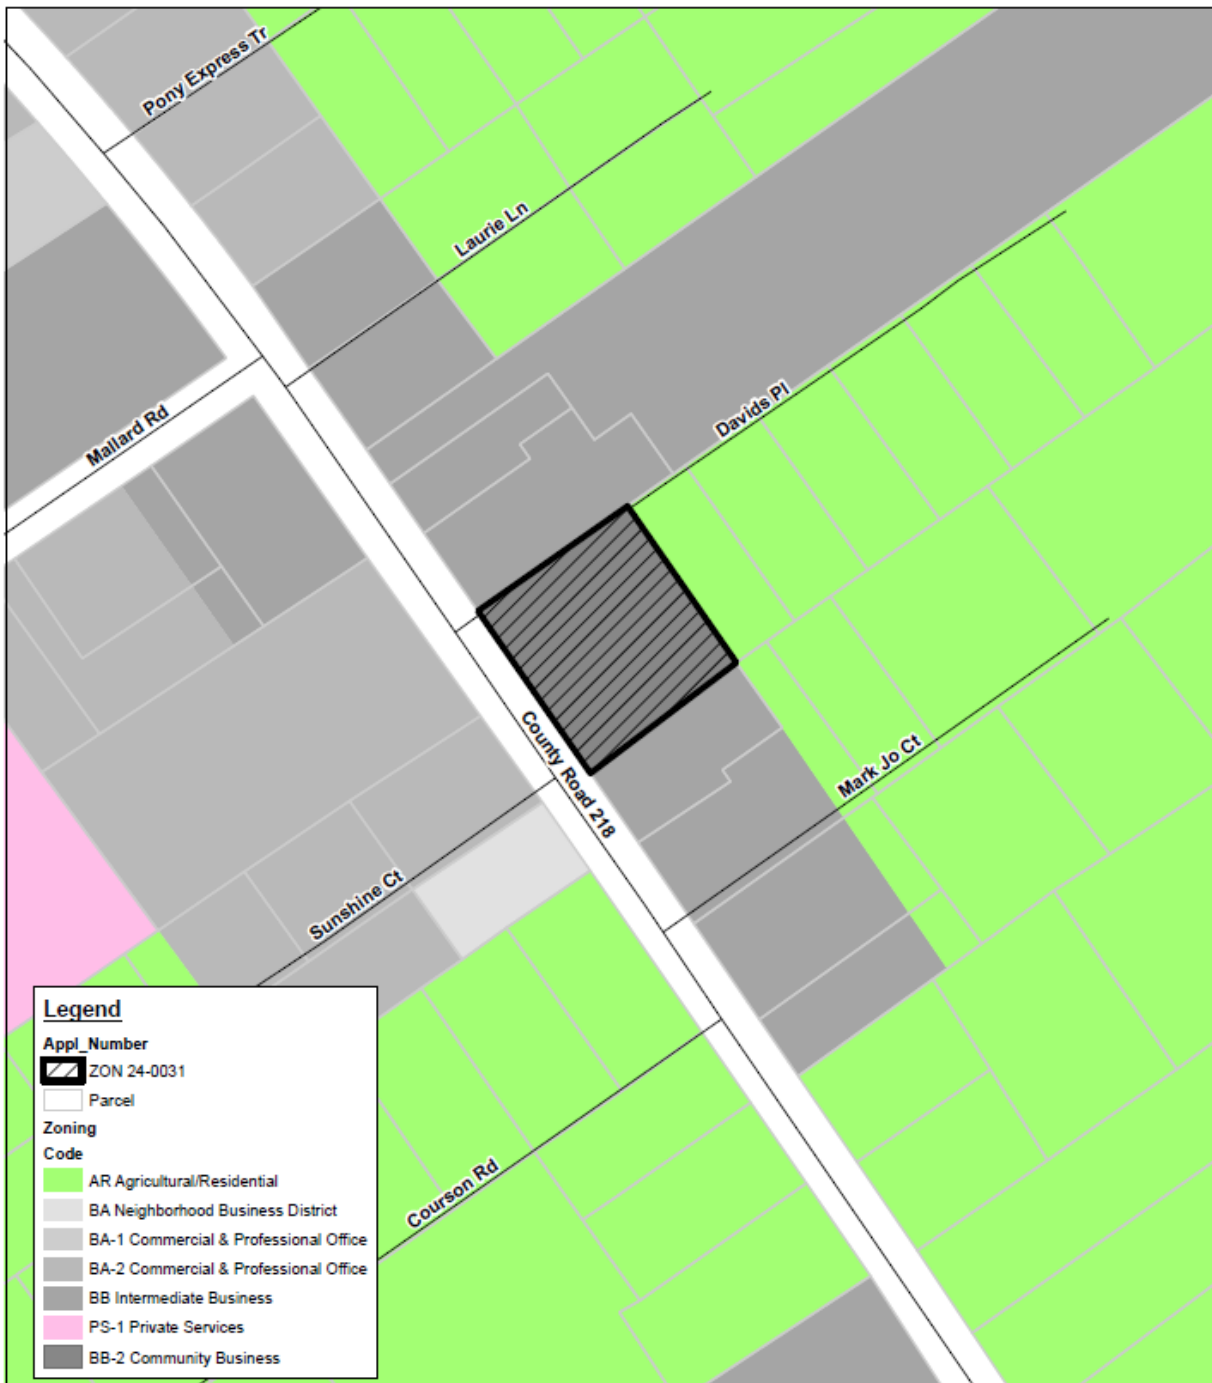 Pony Express Tr
Laurie Ln
Mallard Rd
Davids Pl
County Road 218
Mark Jo Ct
Sunshine Ct
Courson Rd
Legend
Appl_Number
ZON 24-0031
Parcel
Zoning
Code
AR Agricultural/Residential
BA Neighborhood Business District
BA-1 Commercial & Professional Office
BA-2 Commercial & Professional Office
BB Intermediate Business
PS-1 Private Services
BB-2 Community Business